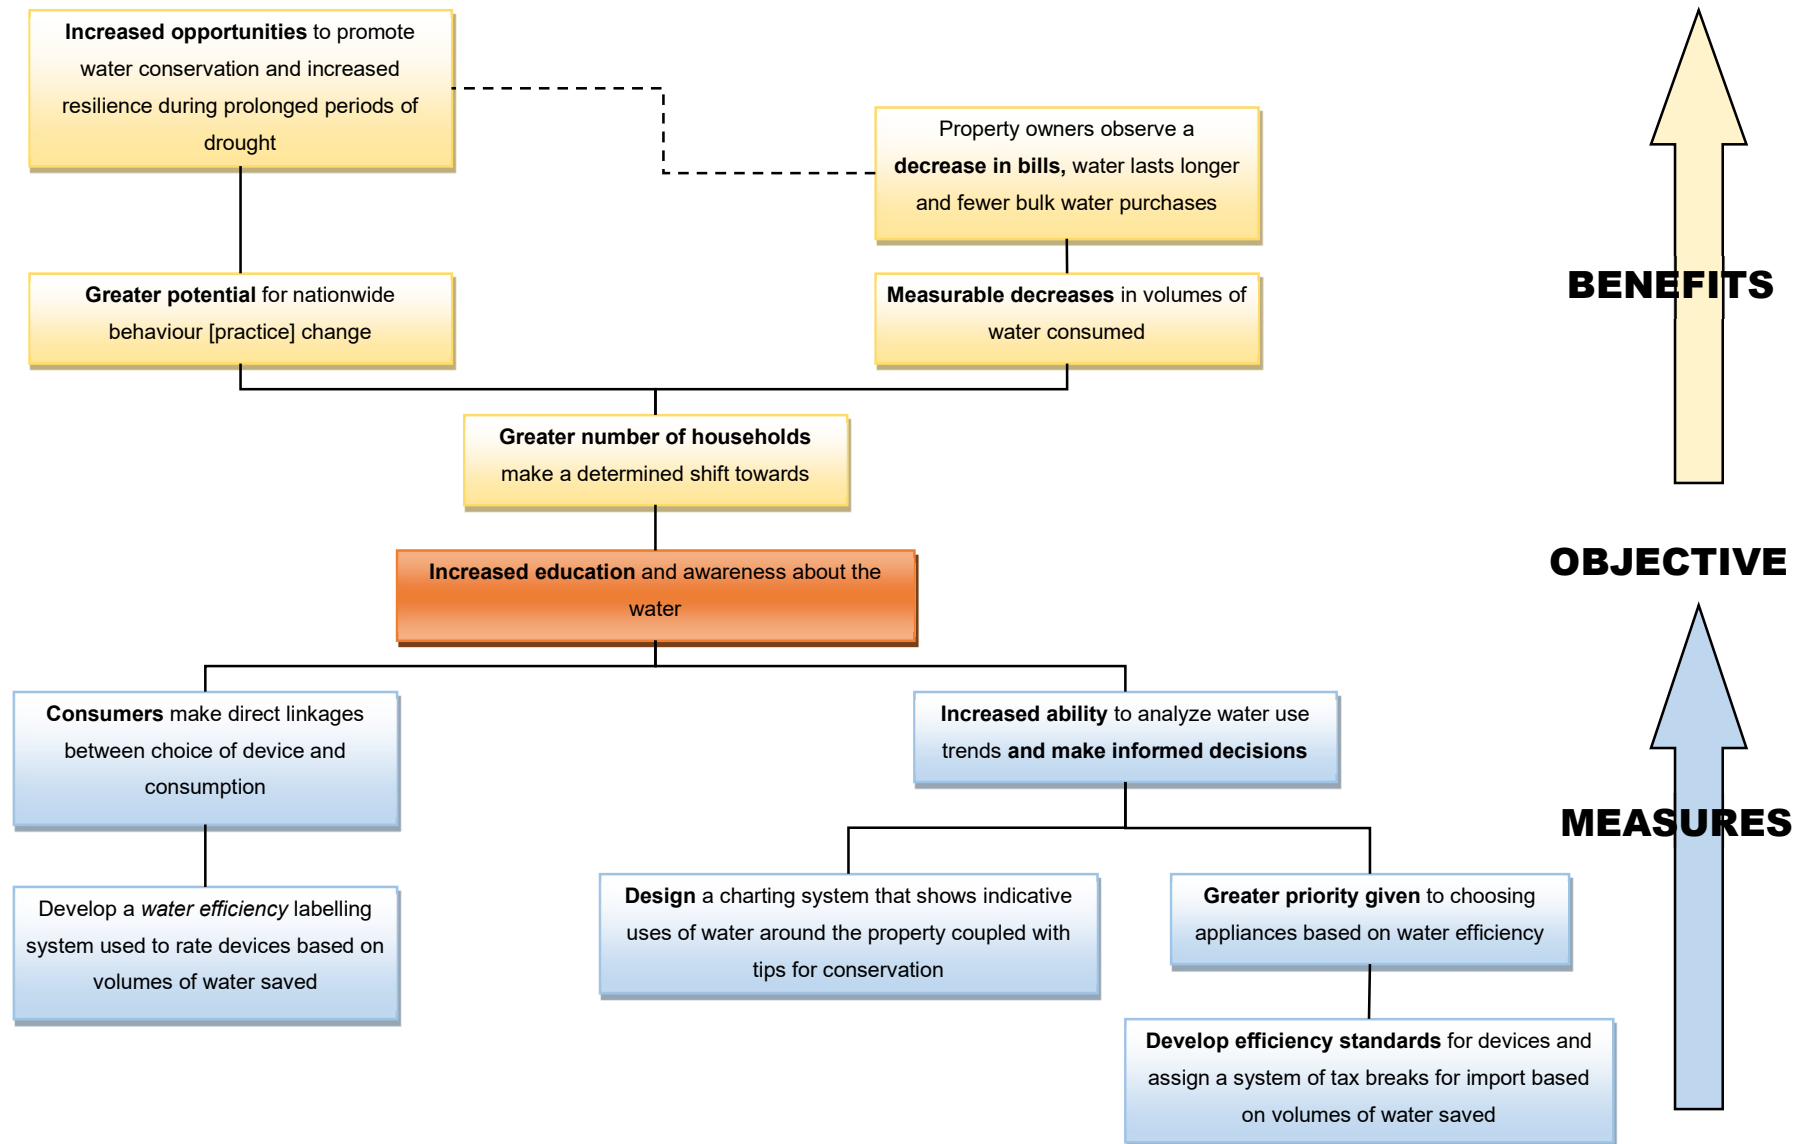 Increased opportunities to promote
water conservation and increased
resilience during prolonged periods of
drought
Property owners observe a
decrease in bills, water lasts longer
and fewer bulk water purchases
BENEFITS
Greater potential for nationwide
behaviour [practice] change
Measurable decreases in volumes of
water consumed
Greater number of households
make a determined shift towards
OBJECTIVE
Increased education and awareness about the
water
Consumers make direct linkages
between choice of device and
consumption
Increased ability to analyze water use
trends and make informed decisions
MEASURES
Develop a water efficiency labelling
system used to rate devices based on
volumes of water saved
Design a charting system that shows indicative
uses of water around the property coupled with
tips for conservation
Greater priority given to choosing
appliances based on water efficiency
Develop efficiency standards for devices and
assign a system of tax breaks for import based
on volumes of water saved